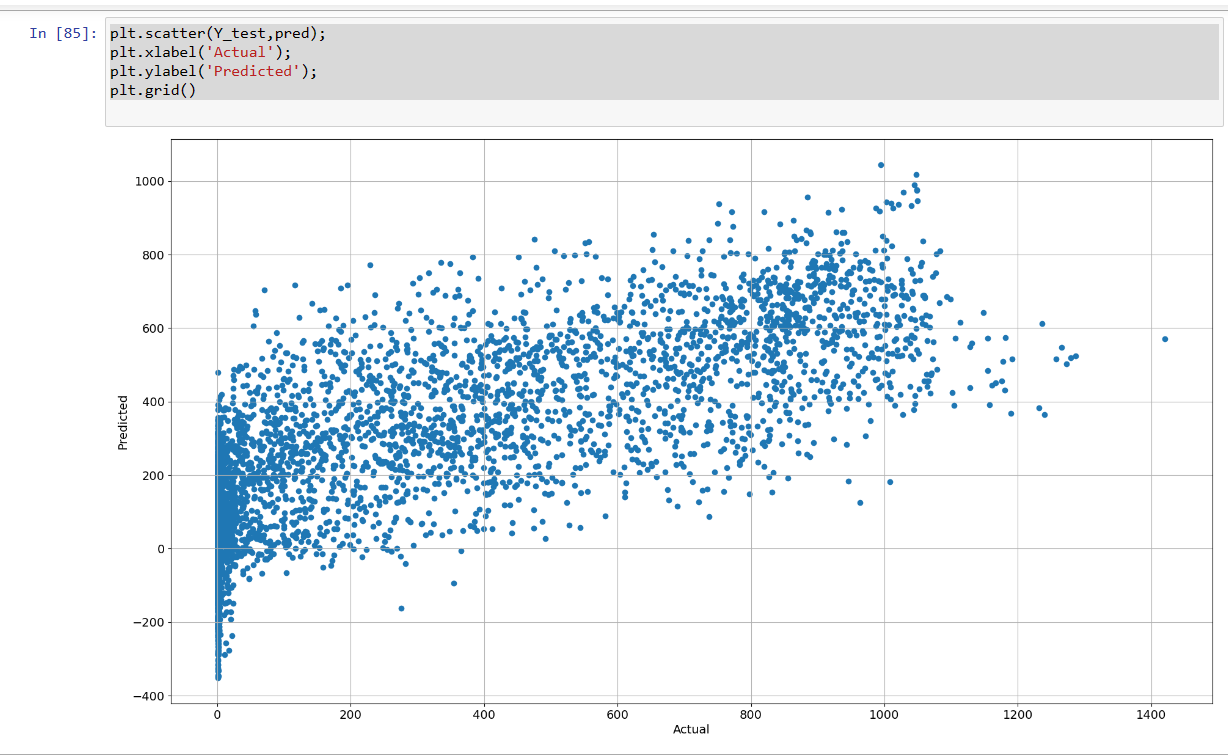 In [85]: plt.scatter(Y_test,pred);
plt.xlabel('Actual');
plt.ylabel('Predicted');
plt.grid()
1000
800
600
400
200
0
−200
−400
Predicted
0 200 400 600 800 1000 1200 1400
Actual